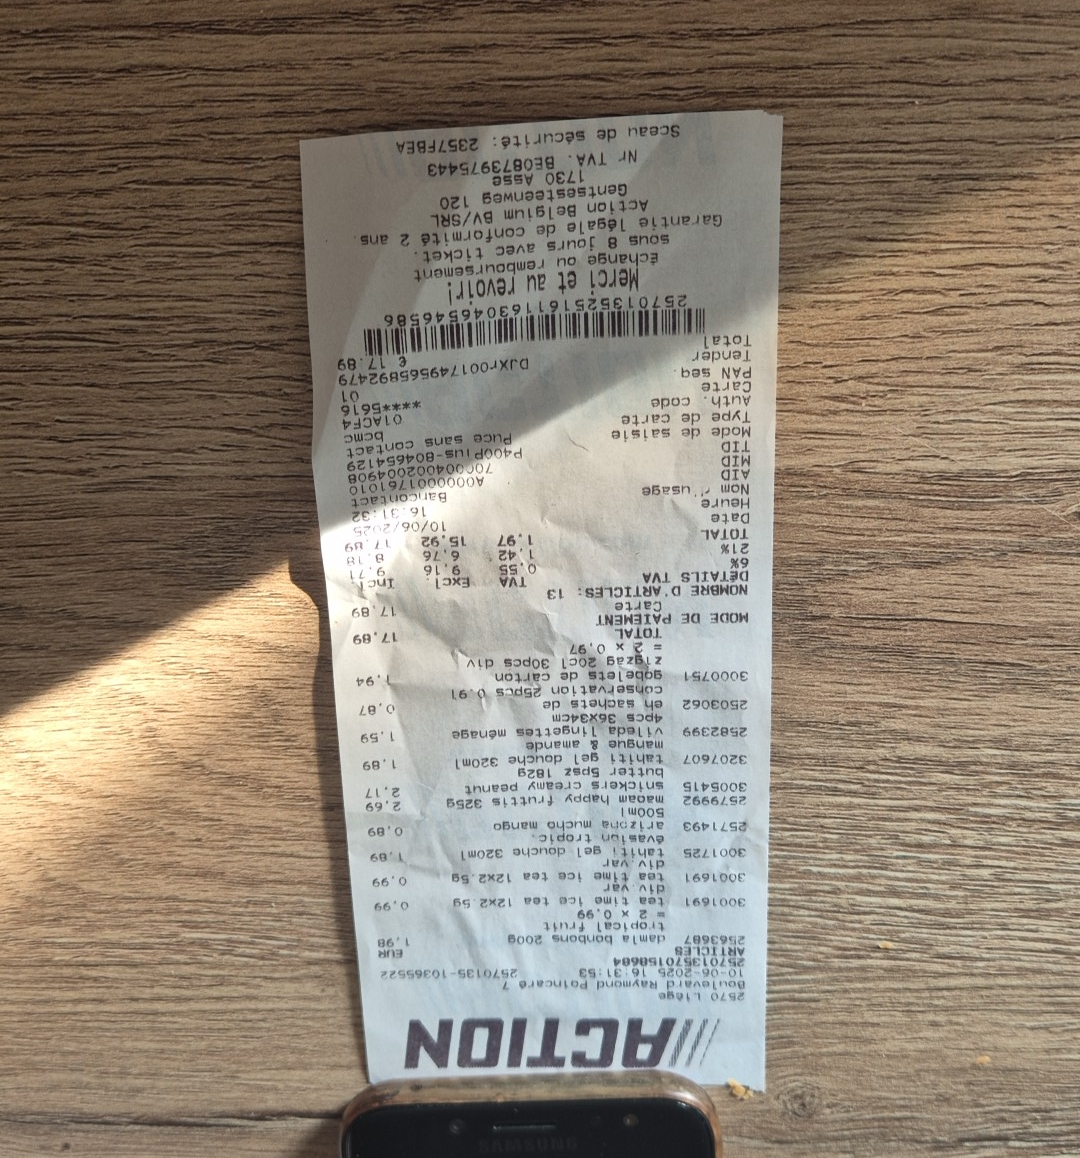 ACTION
2570 Liège
Boulevard Raymond Poincaré 7
10-06-2025 16:31:53 2570135-10365522
2570135701568​4
ARTICLES EUR
2563687 damla bonbons 200g 1,98
tropical fruit
= 2 x 0,99
3001691 tea time ice tea 12x2.5g 0,99
div.var
3001691 tea time ice tea 12x2.5g 0,99
div.var
3001725 tahiti gel douche 320ml 1,89
évasion tropic.
2571493 arizona mucho mango 0,89
500ml
2579992 maoam happy fruttis 325g 2,69
3005415 snickers creamy peanut 2,17
butter 5psz 182g
3207607 tahiti gel douche 320ml 1,89
mangue & amande
2582399 vileda lingettes ménage 1,59
4pcs 36x34cm
2503062 eh sachets de 0,87
conservation 25pcs 0.9l
3000751 gobelets de carton 1,94
zigzag 20cl 30pcs div
= 2 x 0,97
TOTAL 17,89
MODE DE PAIEMENT
Carte 17,89
NOMBRE D'ARTICLES: 13
DÉTAILS TVA TVA Excl. Incl.
6% 0,55 9,16 9,71
21% 1,42 6,76 8,18
TOTAL 1,97 15,92 17,89
Date 10/06/2025
Heure 16:31:32
Nom d'usage Bancontact
AID A0000001761010
MID 700004002004908
TID P400Plus-804654129
Mode de saisie Puce sans contact
Type de carte bcmc
Auth. code 01ACF4
Carte ****5616
PAN seq. 01
Tender DJXr001749565892479
Total € 17.89
2570135251611630465​46586
Merci et au revoir!
Échange ou remboursement
sous 8 jours avec ticket.
Garantie légale de conformité 2 ans.
Action Belgium BV/SRL
Gentsesteenweg 120
1730 Asse
Nr TVA. BE0873975443
Sceau de sécurité: 2357FBEA
SAMSUNG